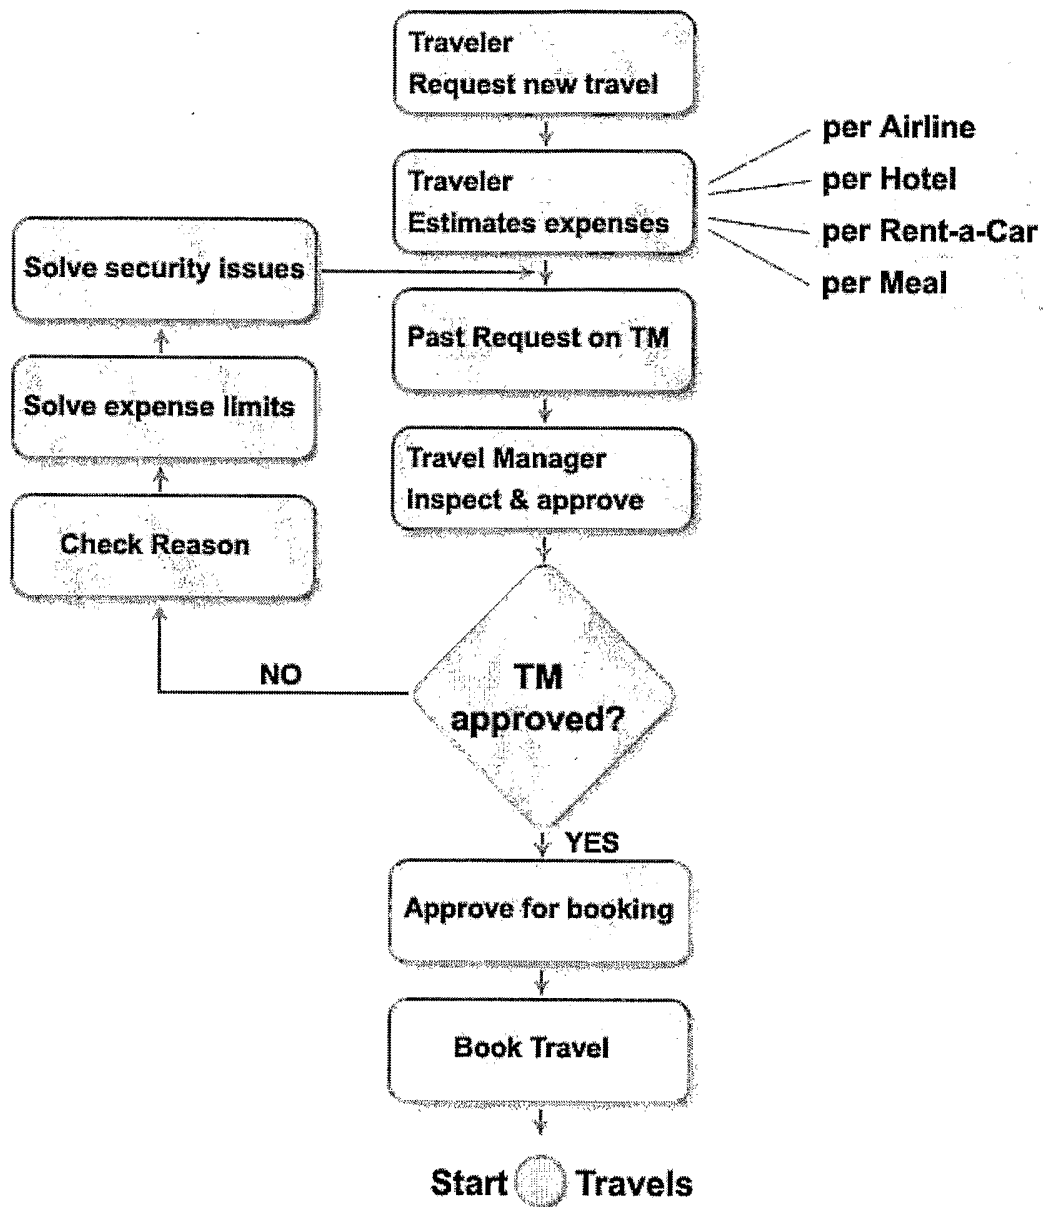 Traveler
Request new travel
Traveler
Estimates expenses
per Airline
per Hotel
per Rent-a-Car
per Meal
Solve security issues
Past Request on TM
Solve expense limits
Travel Manager
Inspect & approve
Check Reason
NO
TM
approved?
YES
Approve for booking
Book Travel
Start Travels